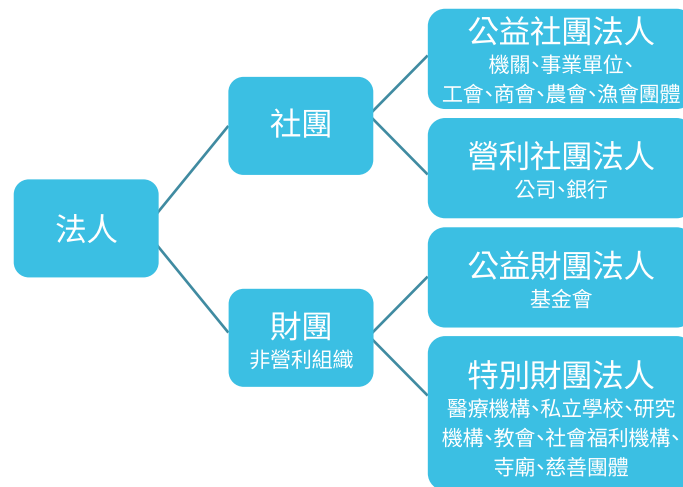 法人
社團
財團
非營利組織
公益社團法人
機關、事業單位、
工會、商會、農會、漁會團體
營利社團法人
公司、銀行
公益財團法人
基金會
特別財團法人
醫療機構、私立學校、研究
機構、教會、社會福利機構、
寺廟、慈善團體